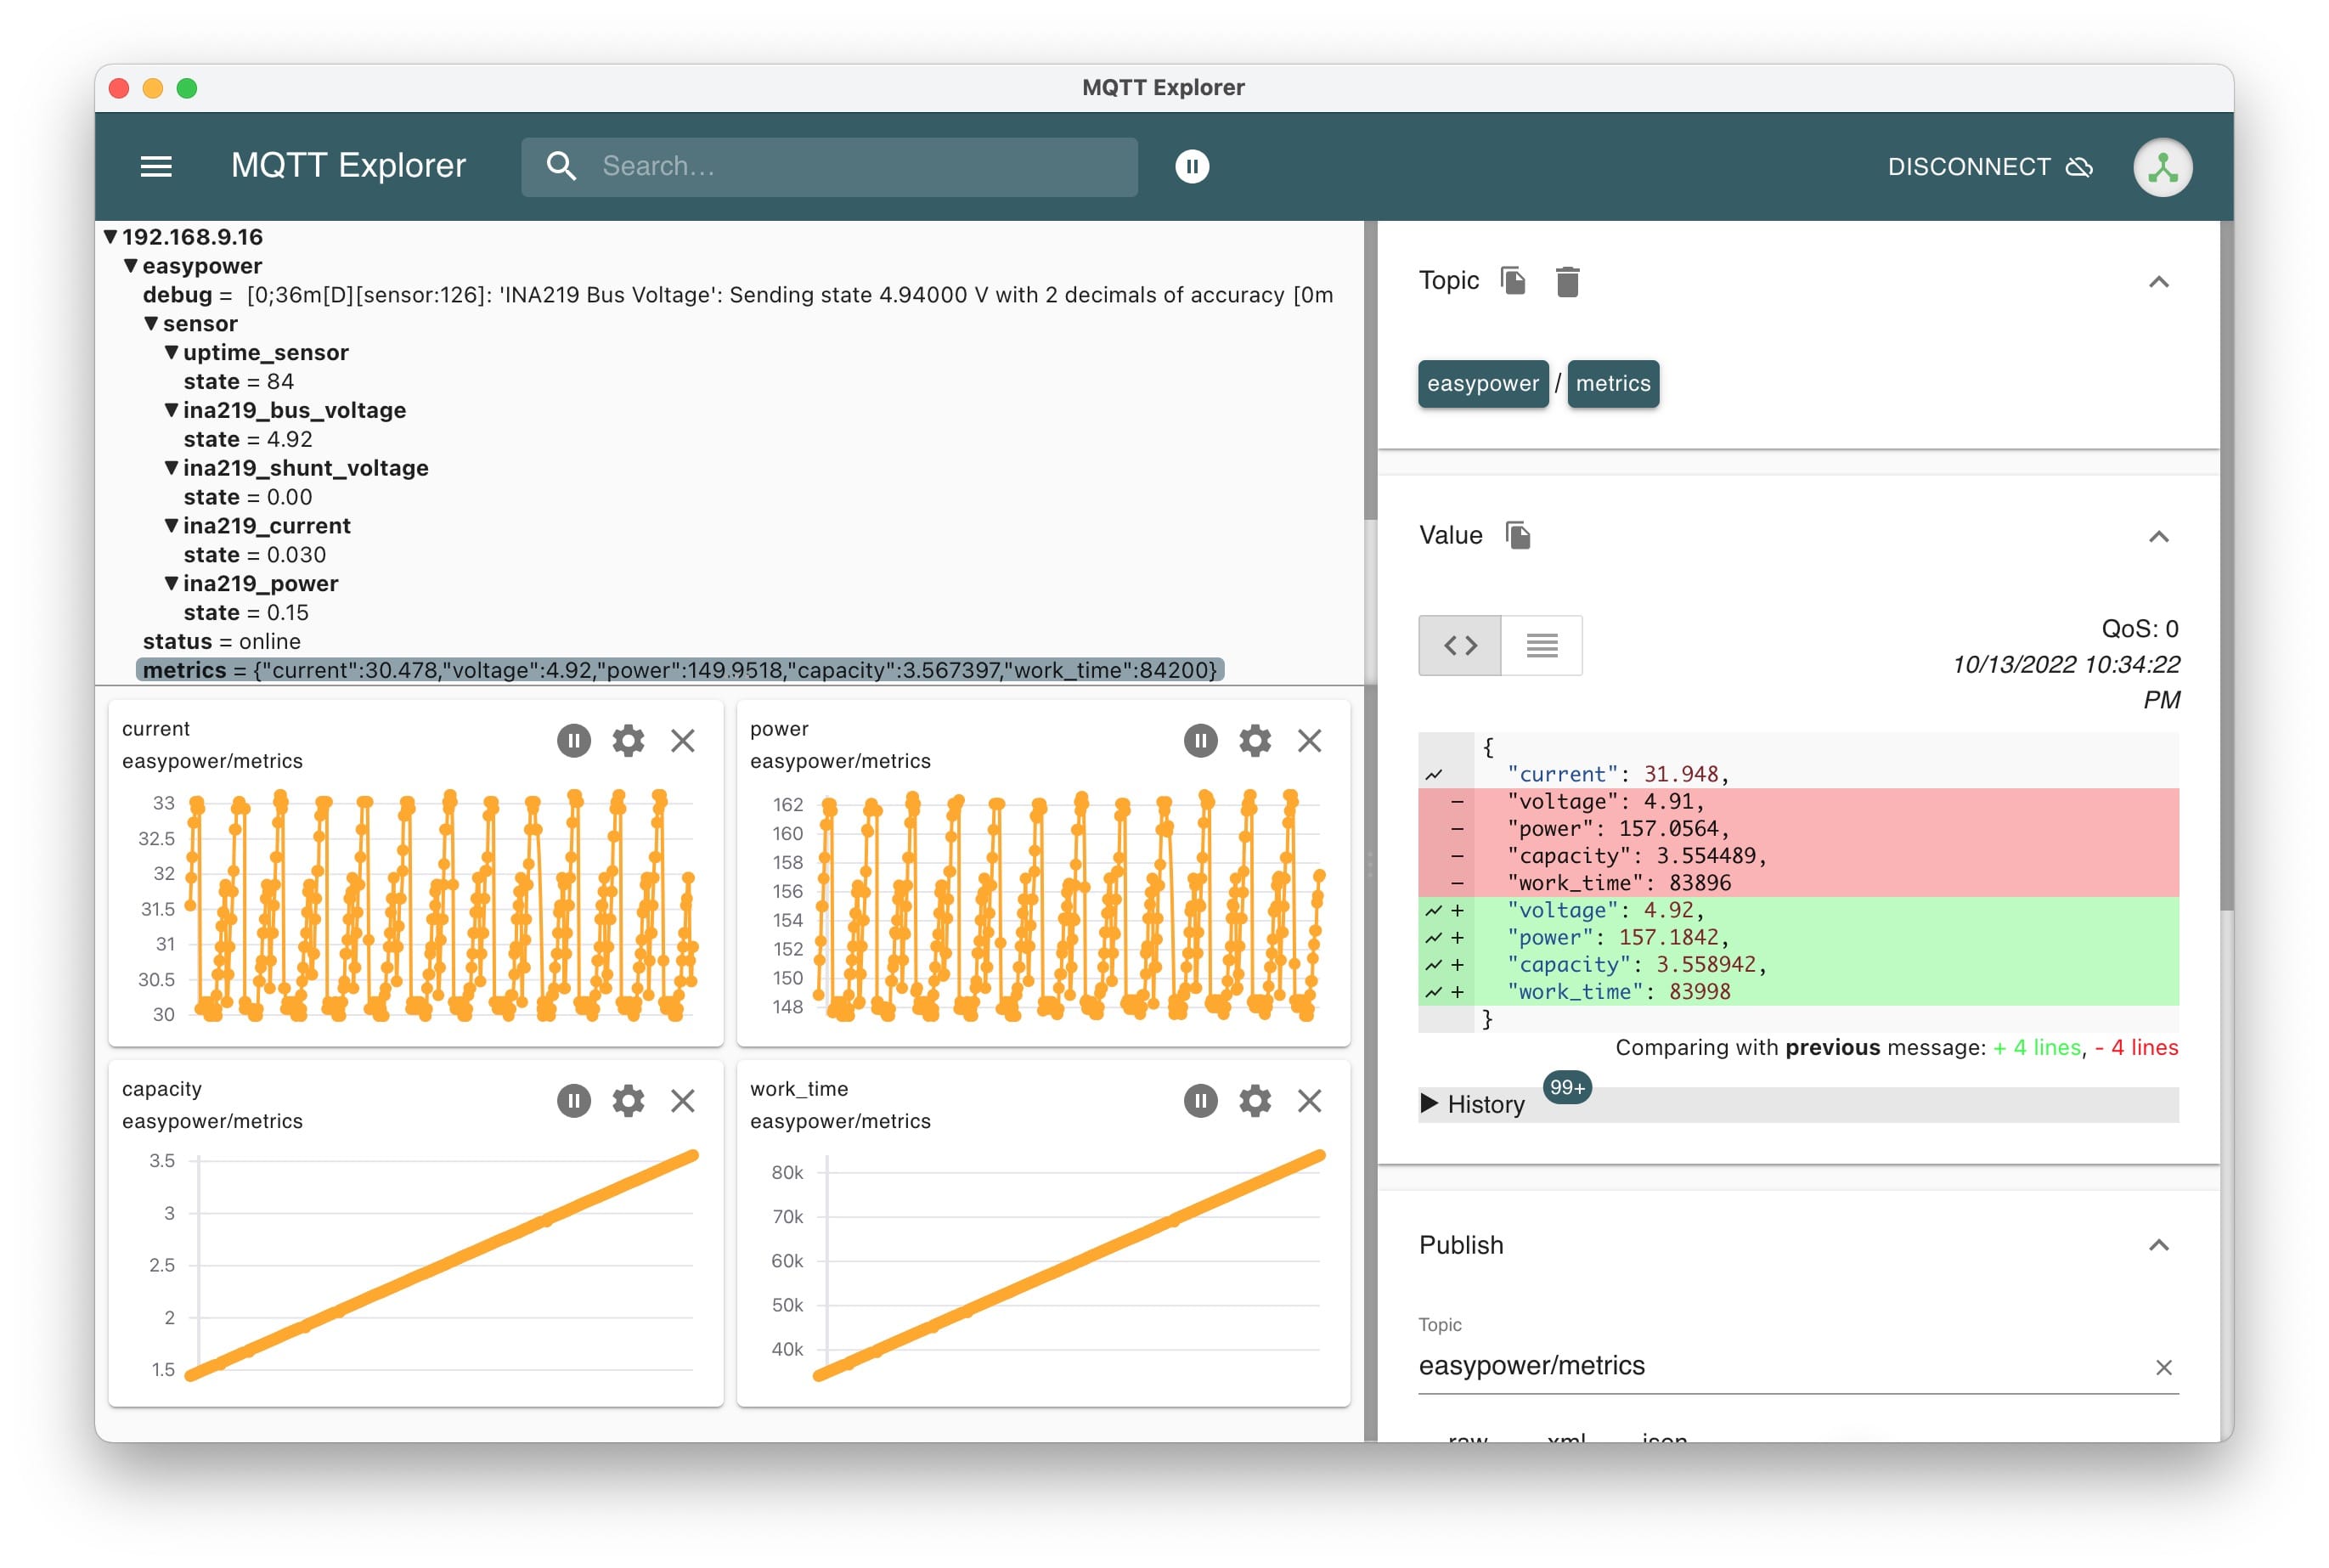 MQTT Explorer
MQTT Explorer
Search...
DISCONNECT
192.168.9.16
easypower
debug = [0;36m[D][sensor:126]: 'INA219 Bus Voltage': Sending state 4.94000 V with 2 decimals of accuracy [0m
sensor
uptime_sensor
state = 84
ina219_bus_voltage
state = 4.92
ina219_shunt_voltage
state = 0.00
ina219_current
state = 0.030
ina219_power
state = 0.15
status = online
metrics = {"current":30.478,"voltage":4.92,"power":149.9518,"capacity":3.567397,"work_time":84200}
current
easypower/metrics
33
32.5
32
31.5
31
30.5
30
power
easypower/metrics
162
160
158
156
154
152
150
148
capacity
easypower/metrics
3.5
3
2.5
2
1.5
work_time
easypower/metrics
80k
70k
60k
50k
40k
Topic
easypower / metrics
Value
QoS: 0
10/13/2022 10:34:22
PM
{
"current": 31.948,
- "voltage": 4.91,
- "power": 157.0564,
- "capacity": 3.554489,
- "work_time": 83896
+ "voltage": 4.92,
+ "power": 157.1842,
+ "capacity": 3.558942,
+ "work_time": 83998
}
Comparing with previous message: + 4 lines, - 4 lines
History 99+
Publish
Topic
easypower/metrics
raw xml json